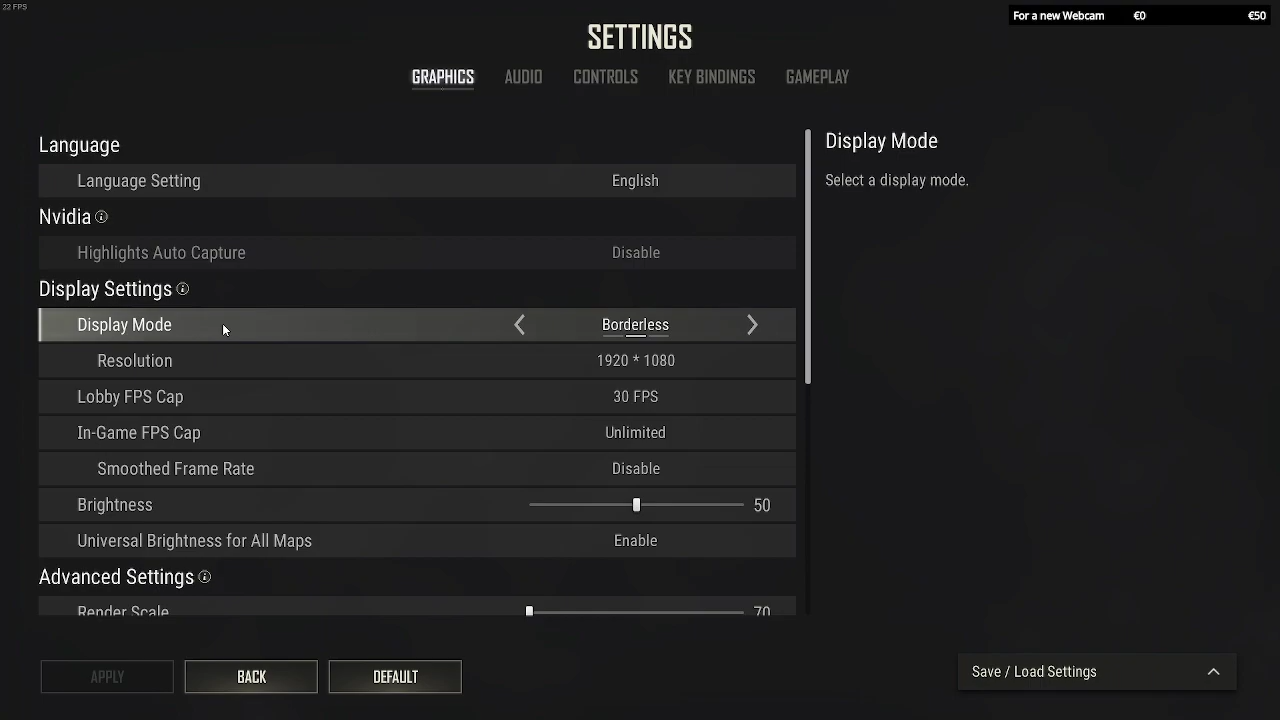 22 FPS
For a new Webcam €0 €50
SETTINGS
GRAPHICS AUDIO CONTROLS KEY BINDINGS GAMEPLAY
Language
Language Setting English
Nvidia
Highlights Auto Capture Disable
Display Settings
Display Mode Borderless
Resolution 1920 * 1080
Lobby FPS Cap 30 FPS
In-Game FPS Cap Unlimited
Smoothed Frame Rate Disable
Brightness 50
Universal Brightness for All Maps Enable
Advanced Settings
Render Scale 70
Display Mode
Select a display mode.
APPLY BACK DEFAULT
Save / Load Settings